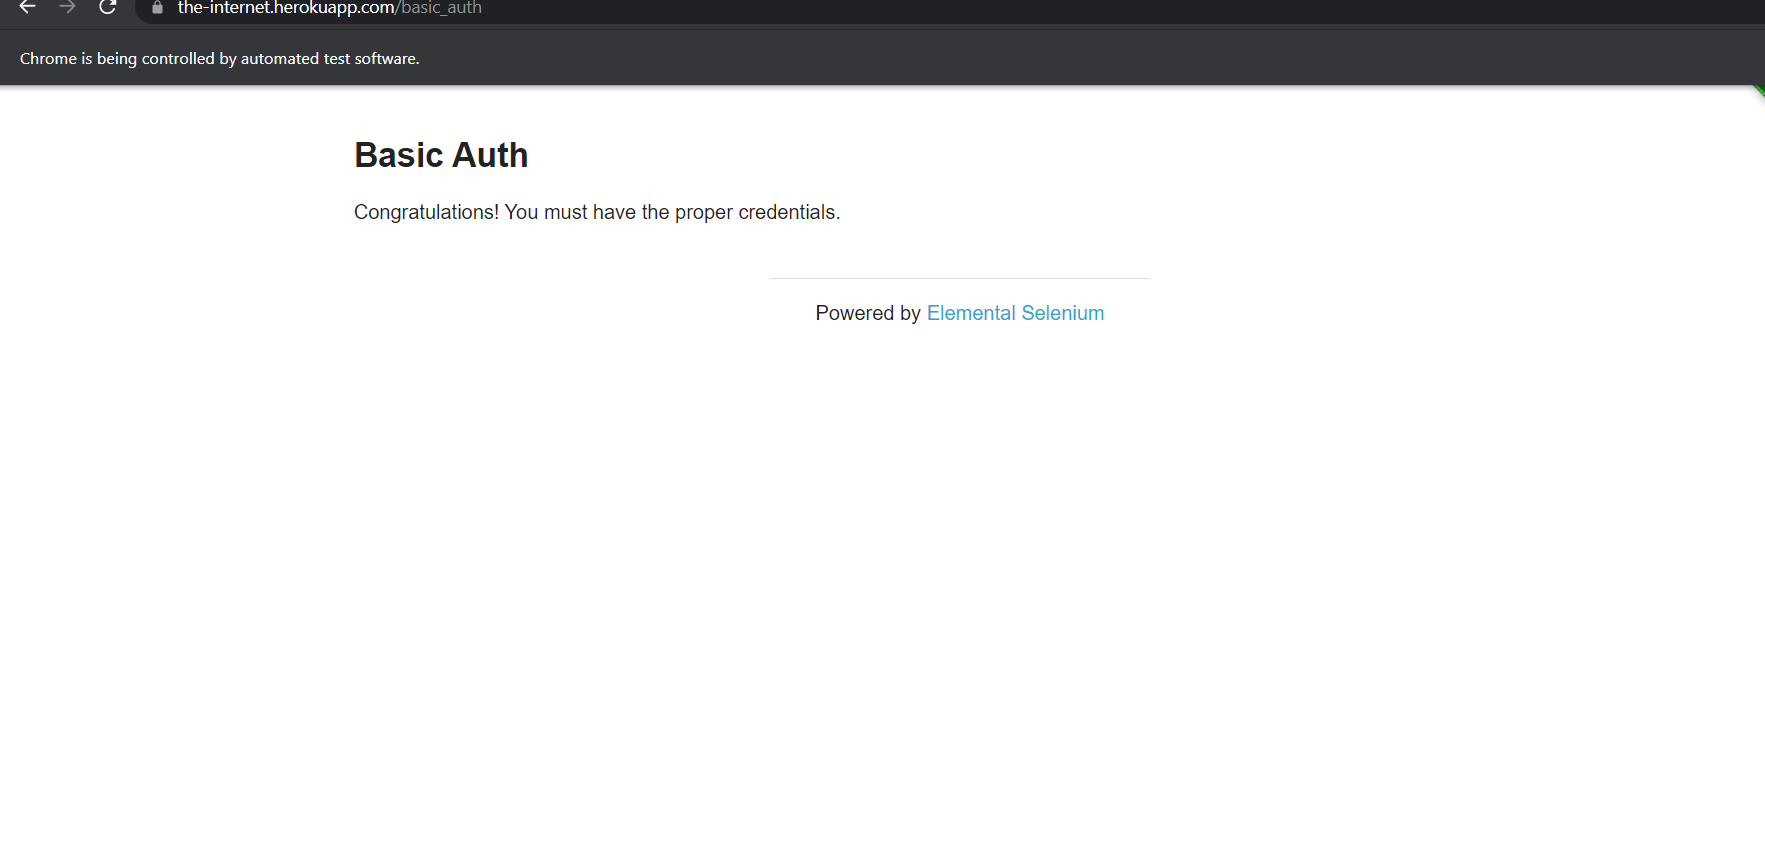 the-internet.herokuapp.com/basic_auth
Chrome is being controlled by automated test software.
Basic Auth
Congratulations! You must have the proper credentials.
Powered by Elemental Selenium